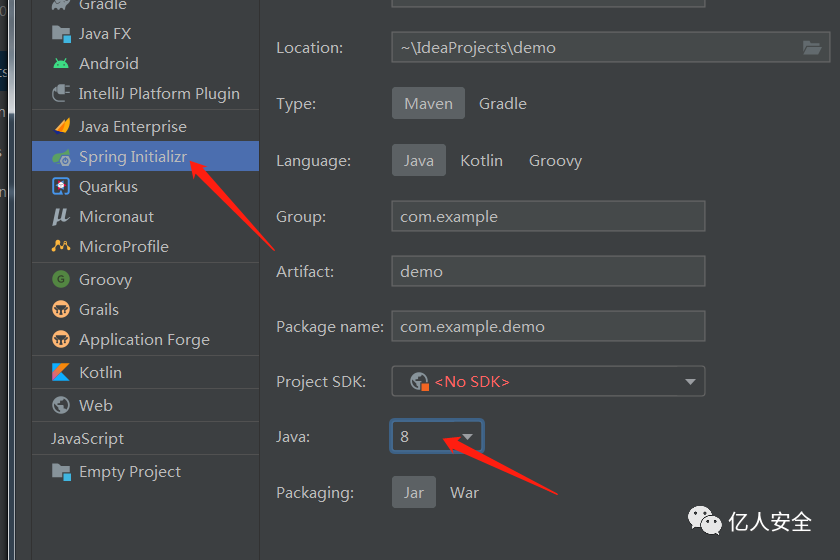 Gradle
Java FX
Android
IntelliJ Platform Plugin
Java Enterprise
Spring Initializr
Quarkus
Micronaut
MicroProfile
Groovy
Grails
Application Forge
Kotlin
Web
JavaScript
Empty Project
Location: ~\IdeaProjects\demo
Type: Maven Gradle
Language: Java Kotlin Groovy
Group: com.example
Artifact: demo
Package name: com.example.demo
Project SDK: <No SDK>
Java: 8
Packaging: Jar War
亿人安全